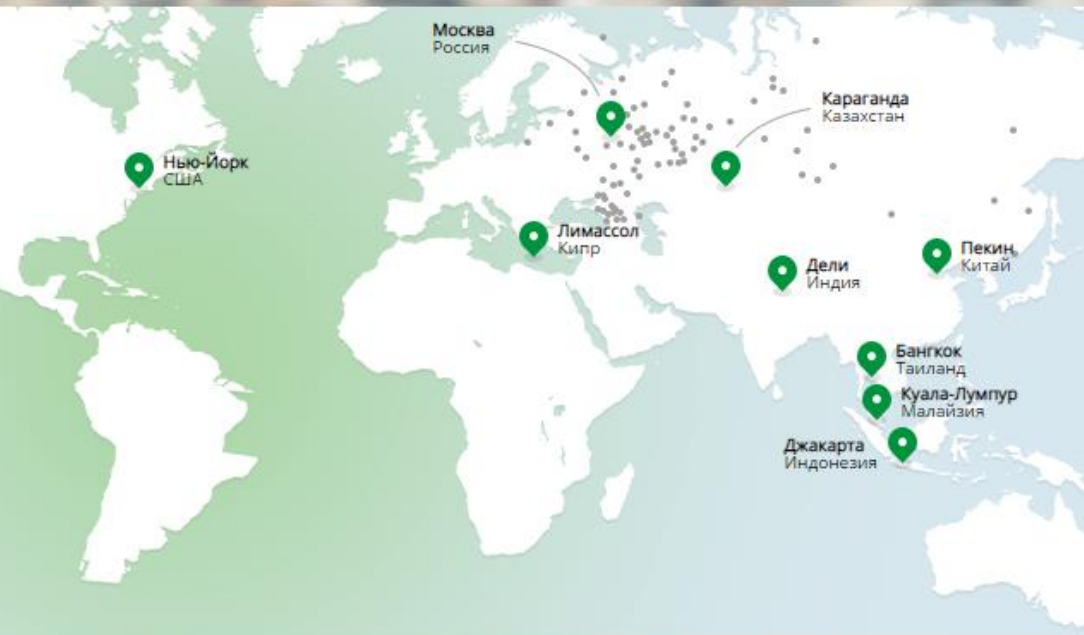 Москва
Россия
Караганда
Казахстан
Нью-Йорк
США
Лимассол
Кипр
Дели
Индия
Пекин
Китай
Бангкок
Таиланд
Куала-Лумпур
Малайзия
Джакарта
Индонезия